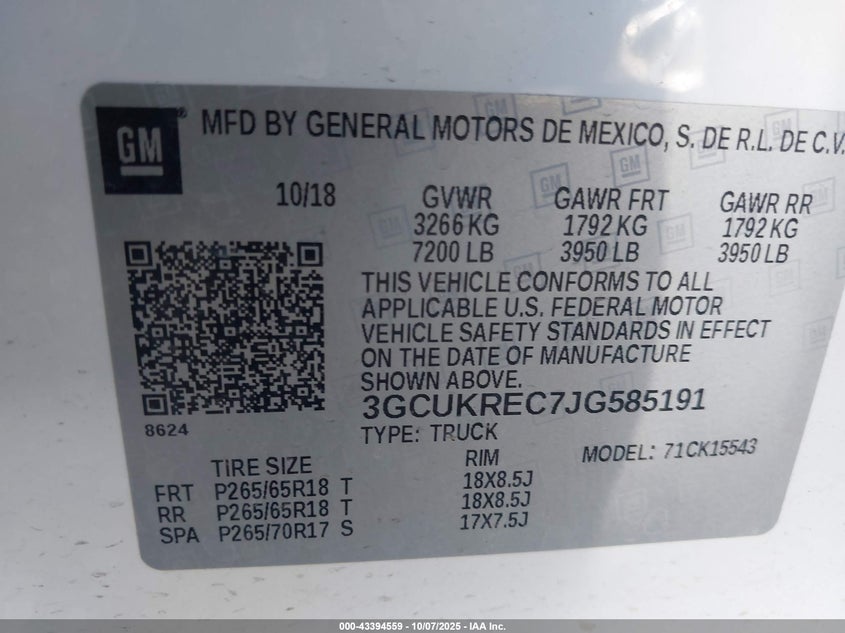 GM
MFD BY GENERAL MOTORS DE MEXICO, S. DE R.L. DE C.V.
10/18 GVWR GAWR FRT GAWR RR
3266 KG 1792 KG 1792 KG
7200 LB 3950 LB 3950 LB
THIS VEHICLE CONFORMS TO ALL
APPLICABLE U.S. FEDERAL MOTOR
VEHICLE SAFETY STANDARDS IN EFFECT
ON THE DATE OF MANUFACTURE
SHOWN ABOVE.
3GCUKREC7JG585191
8624
TYPE: TRUCK MODEL: 71CK15543
TIRE SIZE RIM
FRT P265/65R18 T 18X8.5J
RR P265/65R18 T 18X8.5J
SPA P265/70R17 S 17X7.5J
000-43394559 - 10/07/2025 - IAA Inc.